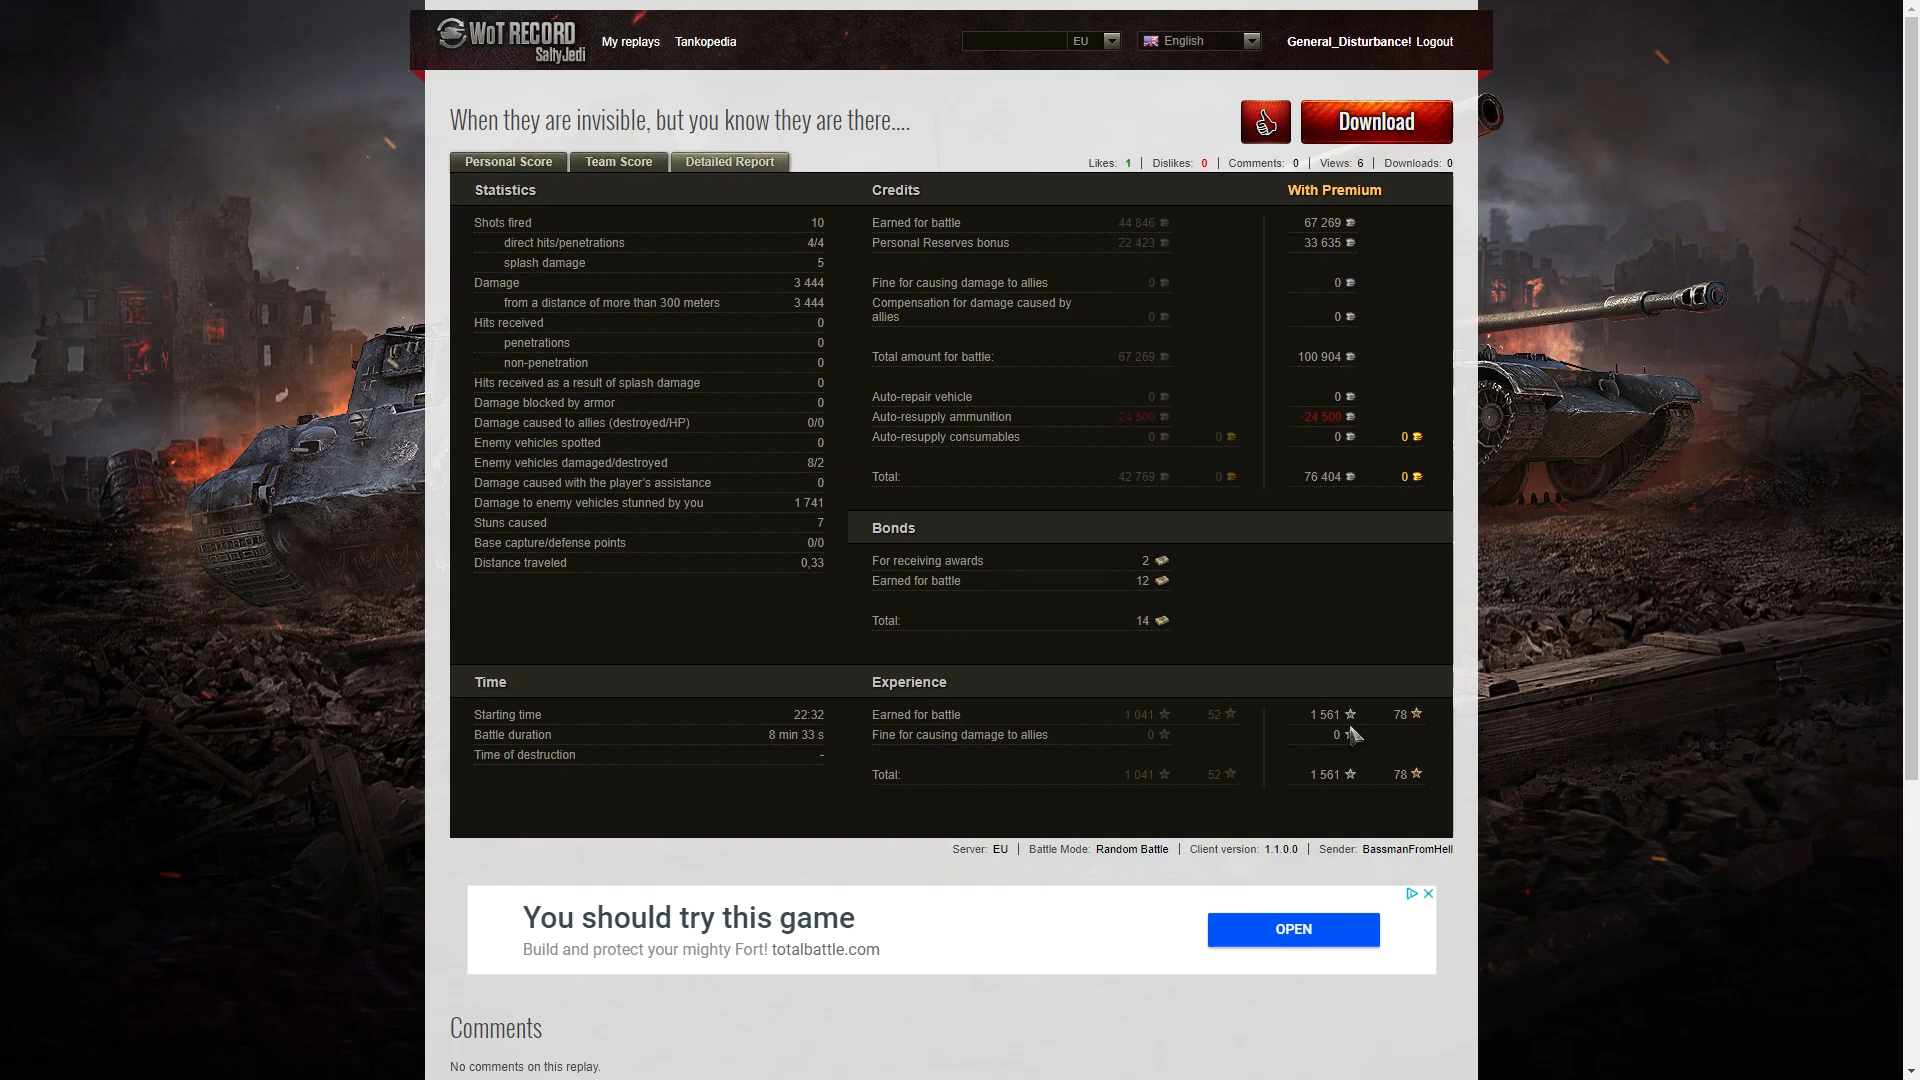 WoT RECORD
SaltyJedi
My replays Tankopedia
EU
English
General_Disturbance! Logout
When they are invisible, but you know they are there....
Download
Personal Score Team Score Detailed Report
Likes: 1 | Dislikes: 0 | Comments: 0 | Views: 6 | Downloads: 0
Statistics
Shots fired 10
direct hits/penetrations 4/4
splash damage 5
Damage 3 444
from a distance of more than 300 meters 3 444
Hits received 0
penetrations 0
non-penetration 0
Hits received as a result of splash damage 0
Damage blocked by armor 0
Damage caused to allies (destroyed/HP) 0/0
Enemy vehicles spotted 0
Enemy vehicles damaged/destroyed 8/2
Damage caused with the player's assistance 0
Damage to enemy vehicles stunned by you 1 741
Stuns caused 7
Base capture/defense points 0/0
Distance traveled 0,33
Credits With Premium
Earned for battle 44 846 67 269
Personal Reserves bonus 22 423 33 635
Fine for causing damage to allies 0 0
Compensation for damage caused by
allies 0 0
Total amount for battle: 67 269 100 904
Auto-repair vehicle 0 0
Auto-resupply ammunition -24 500 -24 500
Auto-resupply consumables 0 0 0 0
Total: 42 769 0 76 404 0
Bonds
For receiving awards 2
Earned for battle 12
Total: 14
Time
Starting time 22:32
Battle duration 8 min 33 s
Time of destruction -
Experience
Earned for battle 1 041 52 1 561 78
Fine for causing damage to allies 0 0
Total: 1 041 52 1 561 78
Server: EU | Battle Mode: Random Battle | Client version: 1.1.0.0 | Sender: BassmanFromHell
You should try this game
Build and protect your mighty Fort! totalbattle.com
OPEN
Comments
No comments on this replay.